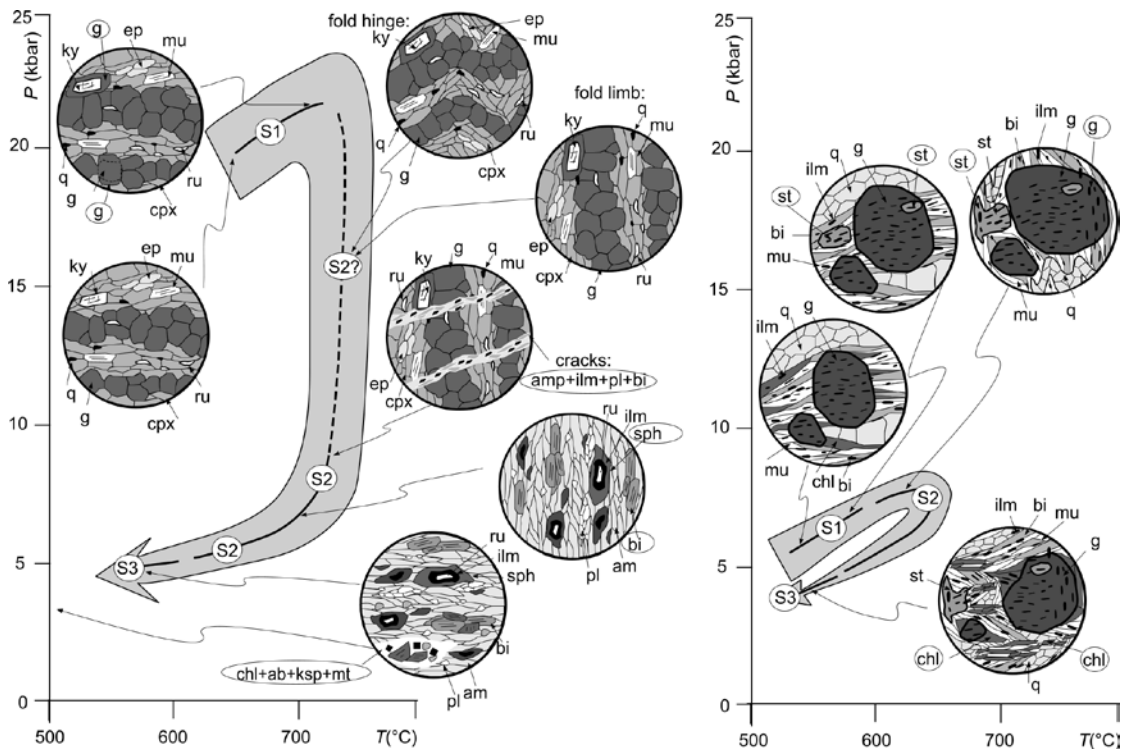 25
P (kbar)
20
15
10
5
0
500
600
700
T(°C)
ky
g
ep
mu
q
g
g
cpx
ru
S1
fold hinge:
ky
ep
mu
q
g
cpx
ru
fold limb:
ky
q
mu
ep
cpx
g
ru
S2?
ky
ep
mu
q
g
cpx
ru
ru
ky
g
q
mu
ep
cpx
cracks:
amp+ilm+pl+bi
S2
ru
ilm
sph
bi
pl
am
S2
S3
ru
ilm
sph
bi
chl+ab+ksp+mt
pl
am
25
P (kbar)
20
15
10
5
0
500
600
700
T(°C)
ilm
q
g
st
st
bi
mu
st
st
bi
ilm
g
g
mu
q
ilm
q
g
mu
chl
bi
S1
S2
S3
ilm
bi
mu
g
st
chl
chl
q